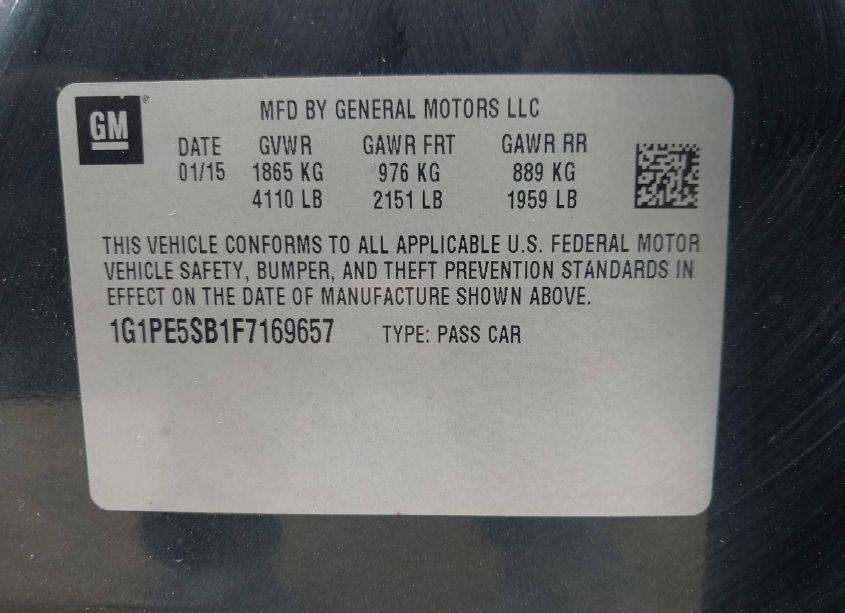 GM®
MFD BY GENERAL MOTORS LLC
DATE GVWR GAWR FRT GAWR RR
01/15 1865 KG 976 KG 889 KG
4110 LB 2151 LB 1959 LB
THIS VEHICLE CONFORMS TO ALL APPLICABLE U.S. FEDERAL MOTOR
VEHICLE SAFETY, BUMPER, AND THEFT PREVENTION STANDARDS IN
EFFECT ON THE DATE OF MANUFACTURE SHOWN ABOVE.
1G1PE5SB1F7169657 TYPE: PASS CAR